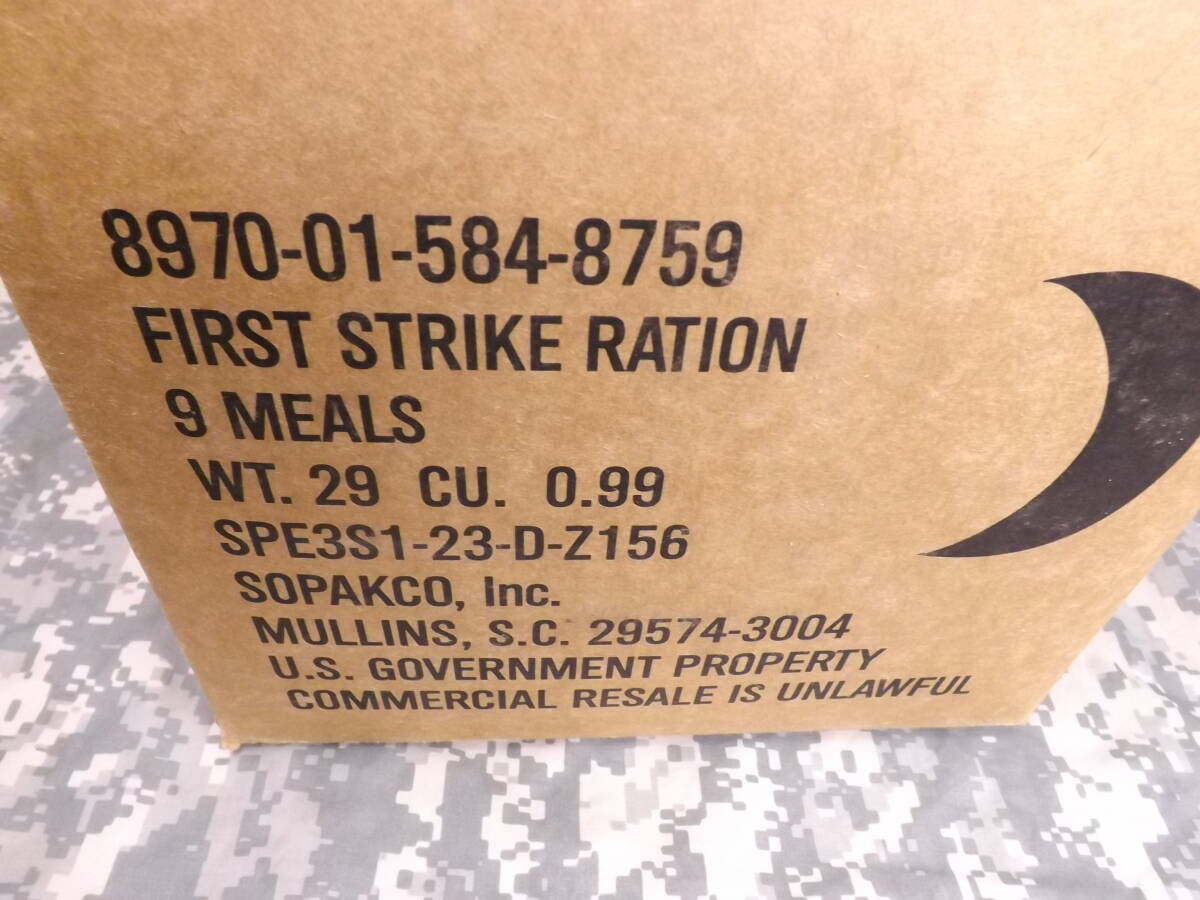 8970-01-584-8759
FIRST STRIKE RATION
9 MEALS
WT. 29 CU. 0.99
SPE3S1-23-D-Z156
SOPAKCO, Inc.
MULLINS, S.C. 29574-3004
U.S. GOVERNMENT PROPERTY
COMMERCIAL RESALE IS UNLAWFUL